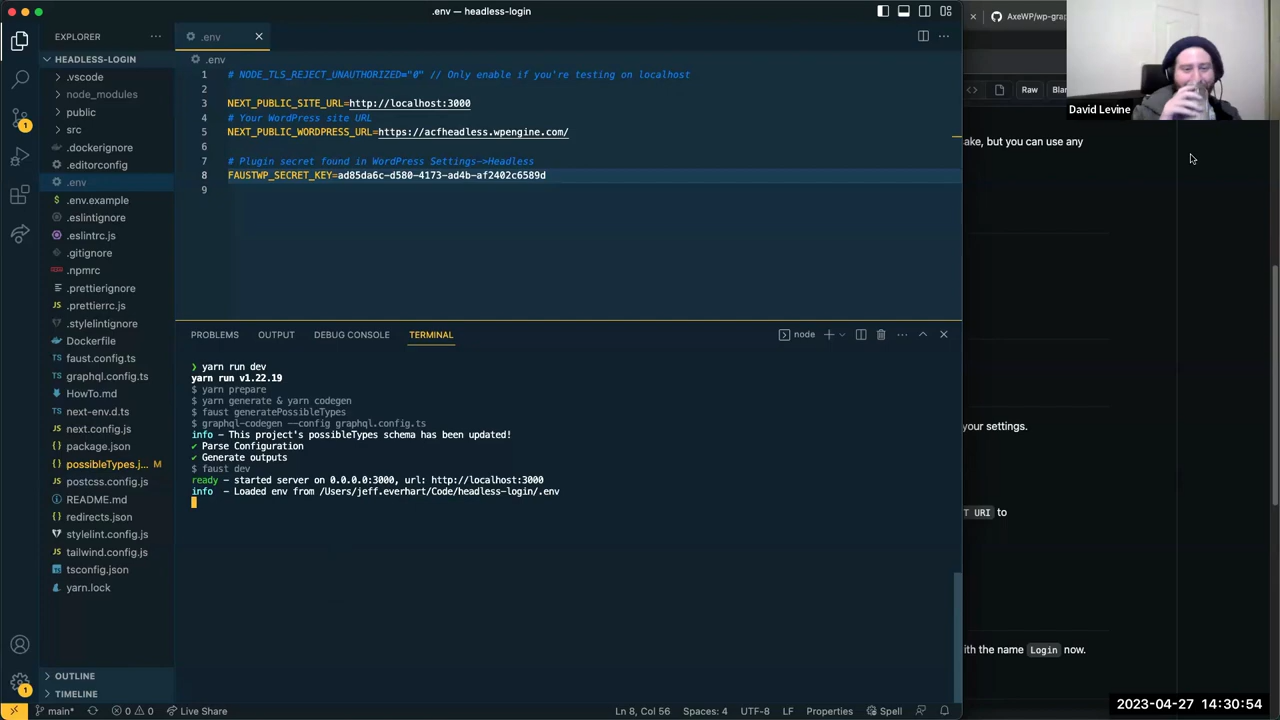 .env — headless-login
AxeWP/wp-grap
EXPLORER
.env
HEADLESS-LOGIN
.vscode
node_modules
public
src
.dockerignore
.editorconfig
.env
.env.example
.eslintignore
.eslintrc.js
.gitignore
.npmrc
.prettierignore
.prettierrc.js
.stylelintignore
Dockerfile
faust.config.ts
graphql.config.ts
HowTo.md
next-env.d.ts
next.config.js
package.json
possibleTypes.j... M
postcss.config.js
README.md
redirects.json
stylelint.config.js
tailwind.config.js
tsconfig.json
yarn.lock
OUTLINE
TIMELINE
1
1
.env
1 # NODE_TLS_REJECT_UNAUTHORIZED="0" // Only enable if you're testing on localhost
2
3 NEXT_PUBLIC_SITE_URL=http://localhost:3000
4 # Your WordPress site URL
5 NEXT_PUBLIC_WORDPRESS_URL=https://acfheadless.wpengine.com/
6
7 # Plugin secret found in WordPress Settings->Headless
8 FAUSTWP_SECRET_KEY=ad85da6c-d580-4173-ad4b-af2402c6589d
9
PROBLEMS OUTPUT DEBUG CONSOLE TERMINAL
node
❯ yarn run dev
yarn run v1.22.19
$ yarn prepare
$ yarn generate & yarn codegen
$ faust generatePossibleTypes
$ graphql-codegen --config graphql.config.ts
info – This project's possibleTypes schema has been updated!
✔ Parse Configuration
✔ Generate outputs
$ faust dev
ready – started server on 0.0.0.0:3000, url: http://localhost:3000
info – Loaded env from /Users/jeff.everhart/Code/headless-login/.env
main* 0 0 Live Share Ln 8, Col 56 Spaces: 4 UTF-8 LF Properties Spell
Raw Blam
David Levine
ake, but you can use any
your settings.
T URI to
ith the name Login now.
2023-04-27 14:30:54